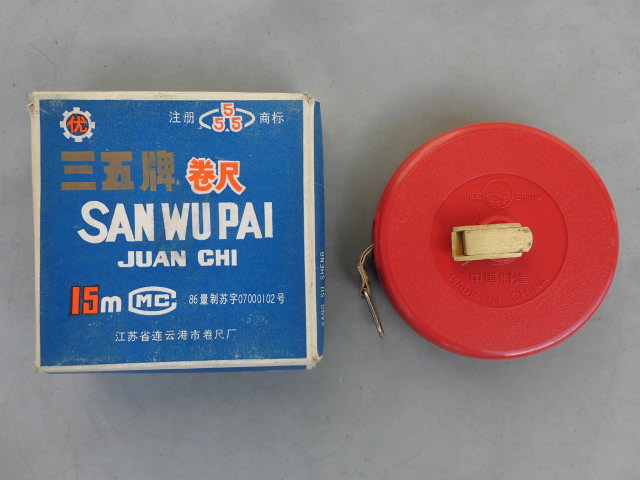 优
注册 555 商标
三五牌 卷尺
SAN WU PAI
JUAN CHI
15m MC 86量制苏字07000102号
江苏省连云港市卷尺厂
BRAND
中国制造
MADE IN CHINA